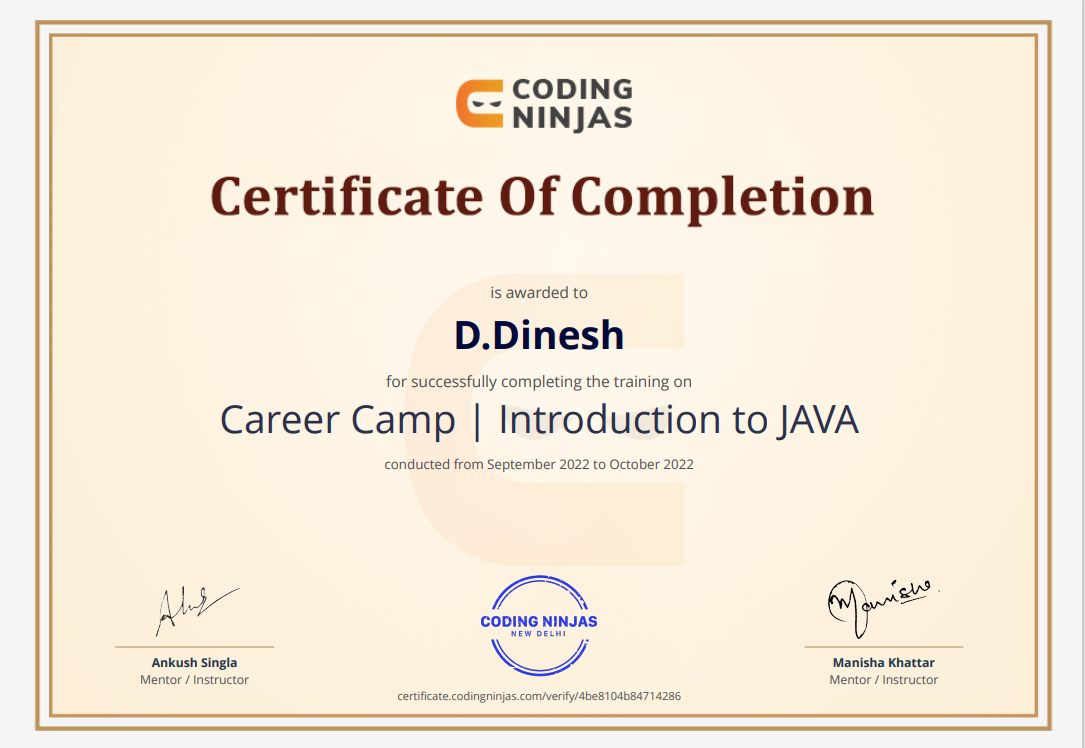 CODING
NINJAS
Certificate Of Completion
is awarded to
D.Dinesh
for successfully completing the training on
Career Camp | Introduction to JAVA
conducted from September 2022 to October 2022
Manisha
CODING NINJAS
NEW DELHI
Ankush Singla
Mentor / Instructor
Manisha Khattar
Mentor / Instructor
certificate.codingninjas.com/verify/4be8104b84714286